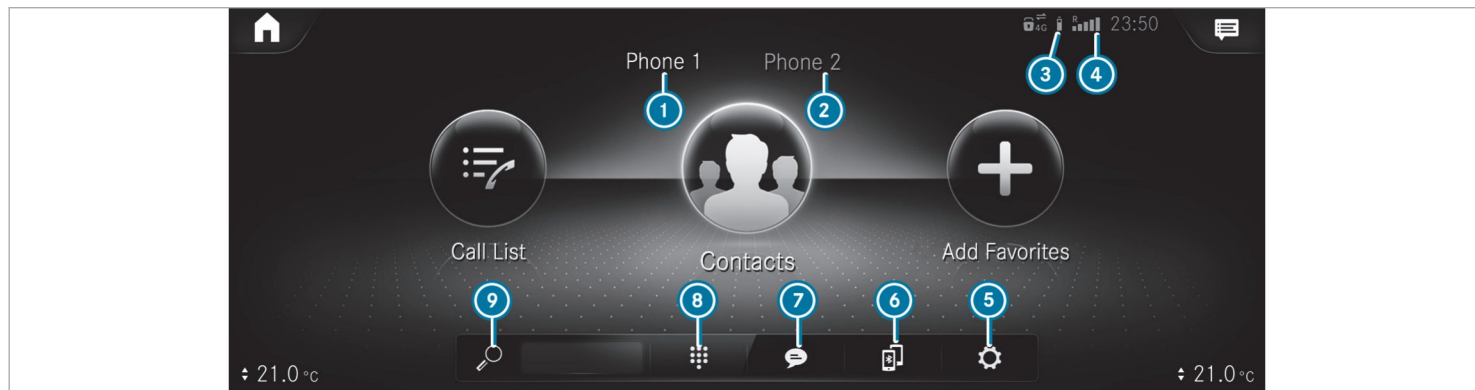 4G R 23:50
Phone 1 Phone 2
3 4
1 2
Call List Contacts Add Favorites
9 8 7 6 5
21.0 °C 21.0 °C